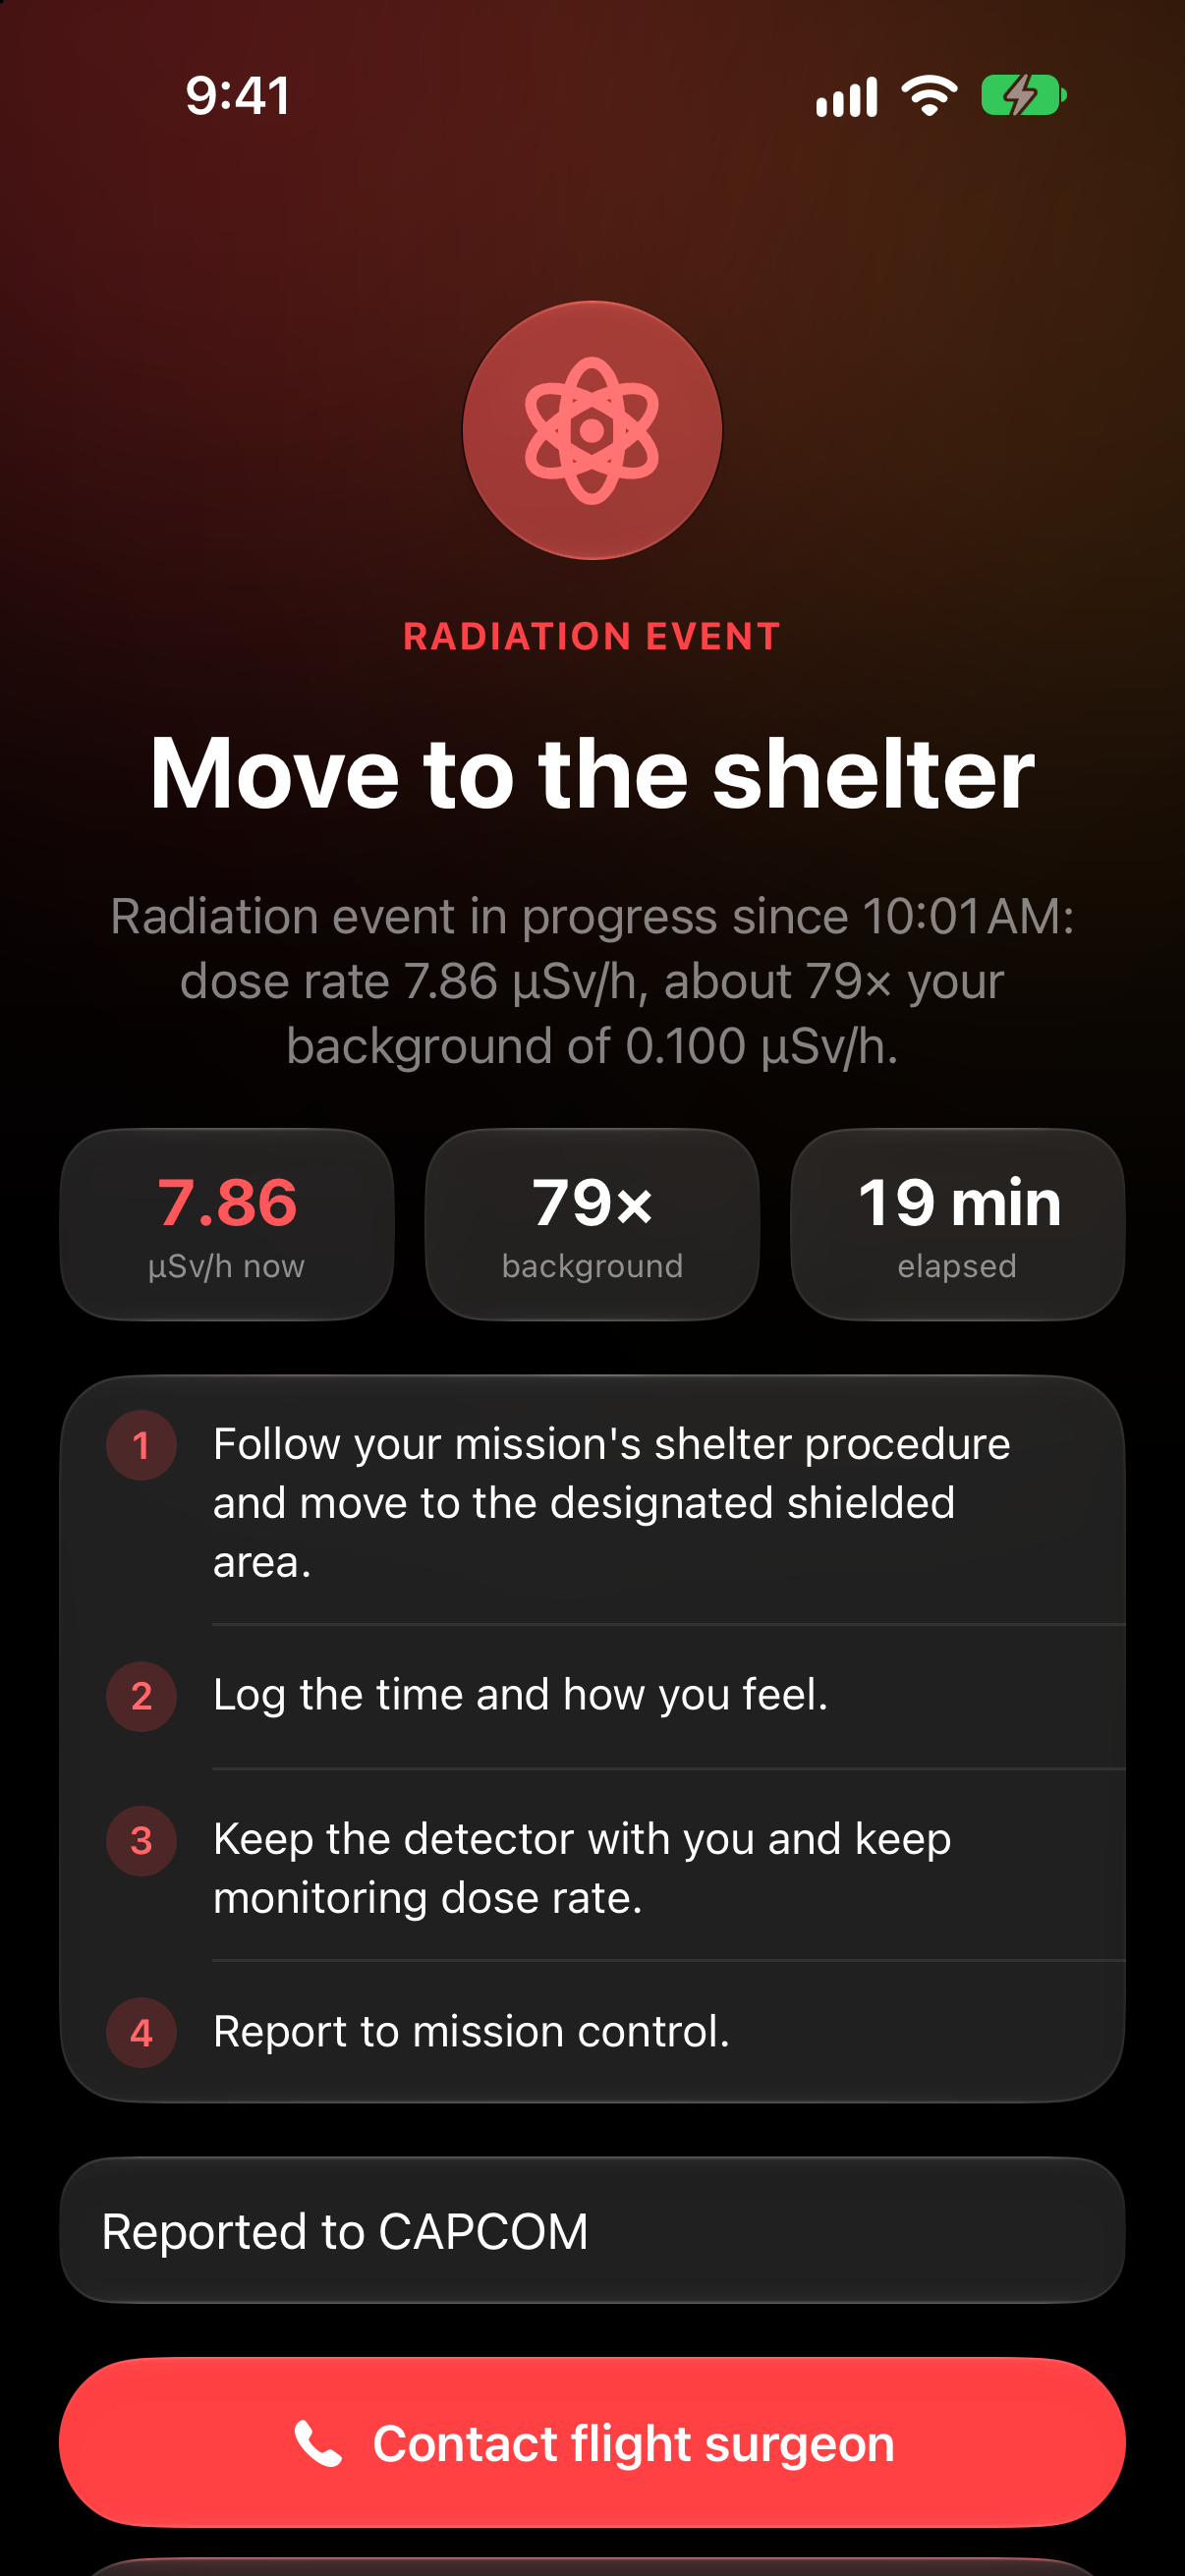 9:41
RADIATION EVENT
Move to the shelter
Radiation event in progress since 10:01 AM:
dose rate 7.86 µSv/h, about 79× your
background of 0.100 µSv/h.
7.86
µSv/h now
79×
background
19 min
elapsed
1
Follow your mission's shelter procedure
and move to the designated shielded
area.
2
Log the time and how you feel.
3
Keep the detector with you and keep
monitoring dose rate.
4
Report to mission control.
Reported to CAPCOM
Contact flight surgeon